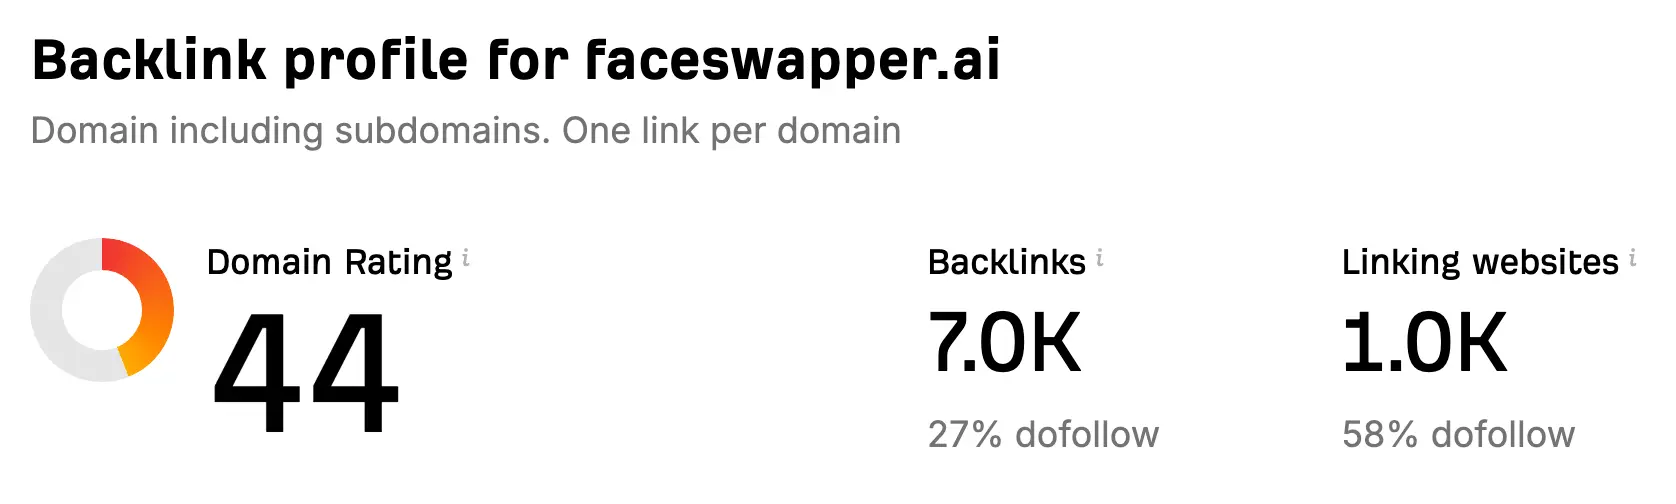 Backlink profile for faceswapper.ai
Domain including subdomains. One link per domain
Domain Rating i
44
Backlinks i
7.0K
27% dofollow
Linking websites i
1.0K
58% dofollow